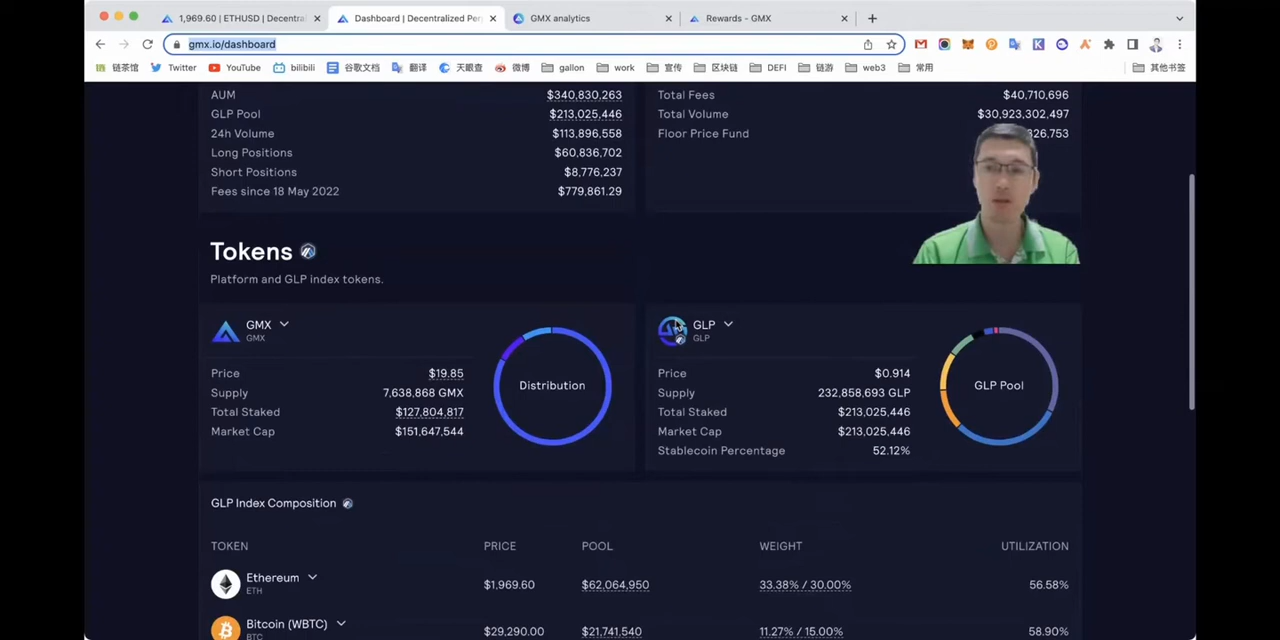 1,969.60 | ETHUSD | Decentra
Dashboard | Decentralized Per
GMX analytics
Rewards - GMX
gmx.io/dashboard
链茶馆
Twitter
YouTube
bilibili
谷歌文档
翻译
天眼查
微博
gallon
work
宣传
区块链
DEFI
链游
web3
常用
其他书签
AUM $340,830,263
GLP Pool $213,025,446
24h Volume $113,896,558
Long Positions $60,836,702
Short Positions $8,776,237
Fees since 18 May 2022 $779,861.29
Total Fees $40,710,696
Total Volume $30,923,302,497
Floor Price Fund 326,753
Tokens
Platform and GLP index tokens.
GMX
GMX
Price $19.85
Supply 7,638,868 GMX
Total Staked $127,804.817
Market Cap $151,647,544
Distribution
GLP
GLP
Price $0.914
Supply 232,858,693 GLP
Total Staked $213,025,446
Market Cap $213,025,446
Stablecoin Percentage 52.12%
GLP Pool
GLP Index Composition
TOKEN PRICE POOL WEIGHT UTILIZATION
Ethereum
ETH
$1,969.60 $62,064,950 33.38% / 30.00% 56.58%
Bitcoin (WBTC)
BTC
$29,290.00 $21,741,540 11.27% / 15.00% 58.90%